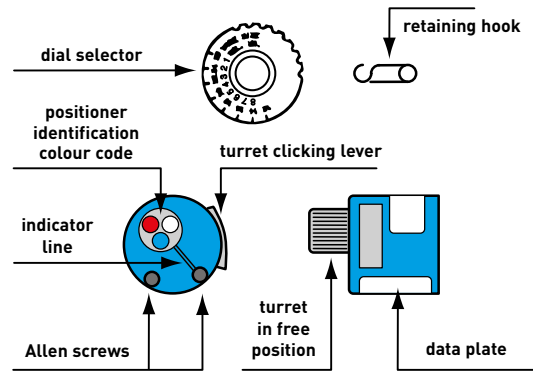 retaining hook
dial selector
positioner
identification
colour code
turret clicking lever
indicator
line
turret
in free
position
Allen screws
data plate